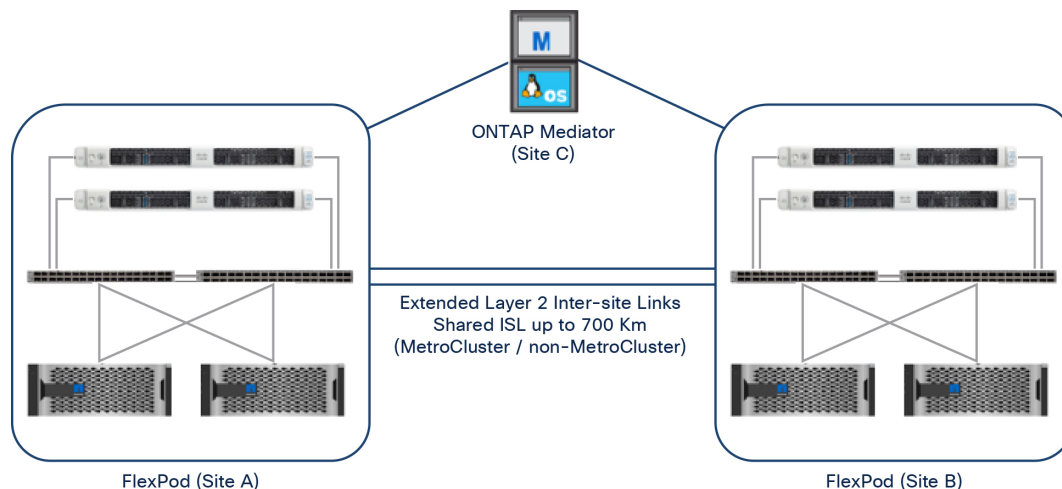 M
OS
ONTAP Mediator
(Site C)
Extended Layer 2 Inter-site Links
Shared ISL up to 700 Km
(MetroCluster / non-MetroCluster)
M
M
M
M
FlexPod (Site A)
FlexPod (Site B)